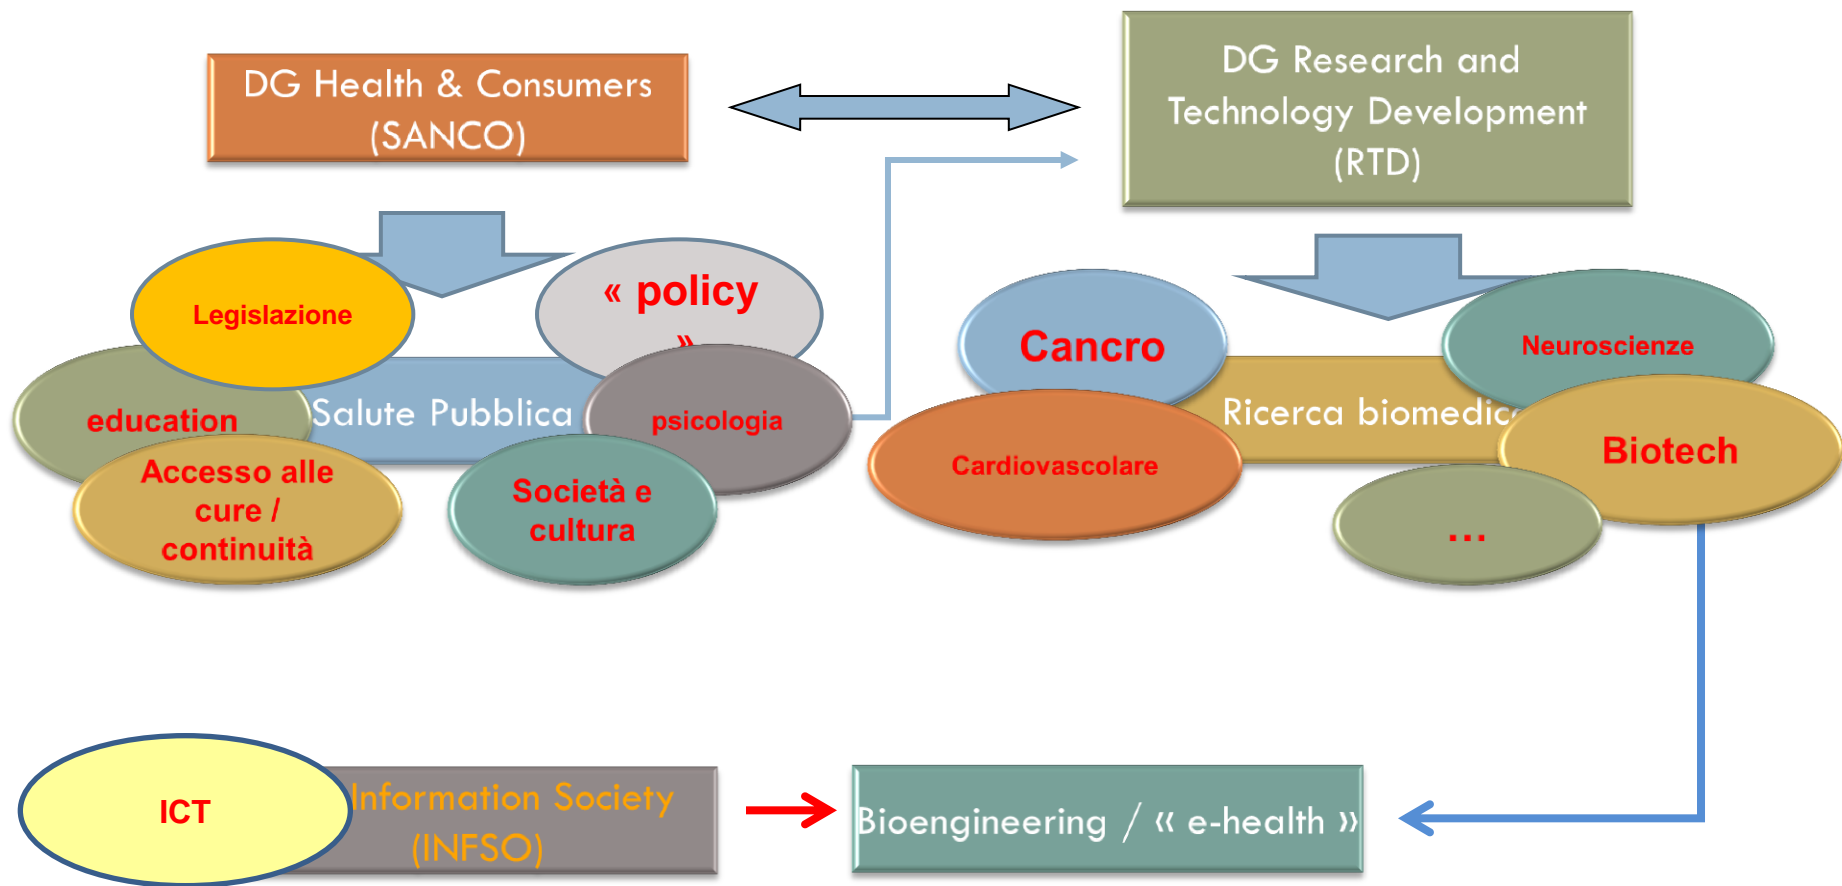 DG Health & Consumers
(SANCO)
DG Research and
Technology Development
(RTD)
Legislazione
« policy
»
education
Salute Pubblica
psicologia
Accesso alle
cure /
continuità
Società e
cultura
Cancro
Neuroscienze
Cardiovascolare
Ricerca biomedic
Biotech
...
ICT
Information Society
(INFSO)
Bioengineering / « e-health »